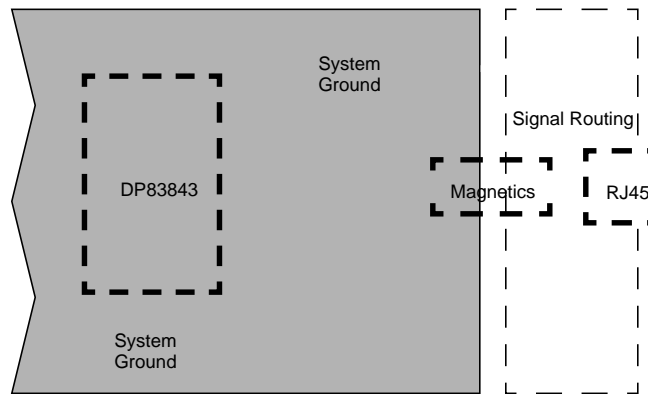 System
Ground
Signal Routing
DP83843
Magnetics
RJ45
System
Ground